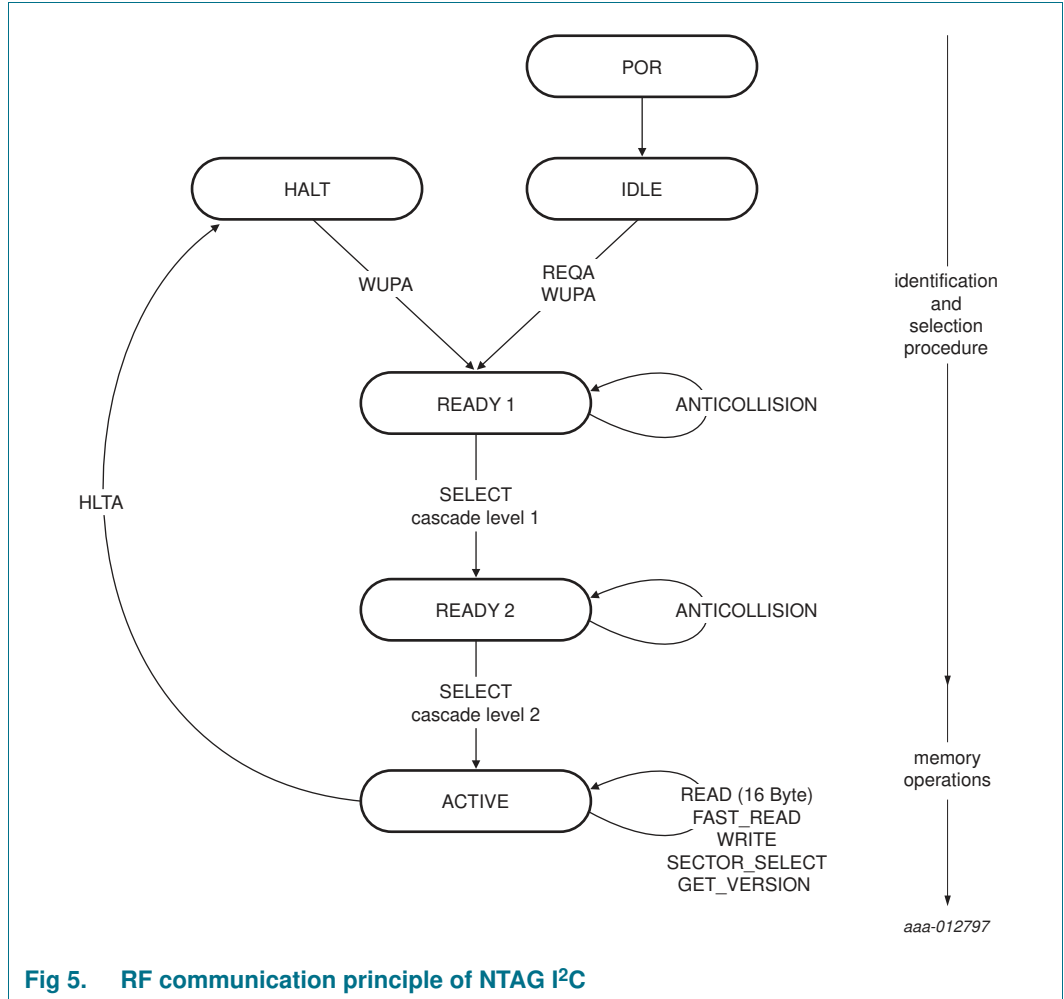 POR
HALT
IDLE
WUPA
REQA
WUPA
identification
and
selection
procedure
READY 1
ANTICOLLISION
HLTA
SELECT
cascade level 1
READY 2
ANTICOLLISION
SELECT
cascade level 2
memory
operations
ACTIVE
READ (16 Byte)
FAST_READ
WRITE
SECTOR_SELECT
GET_VERSION
aaa-012797
Fig 5. RF communication principle of NTAG I²C